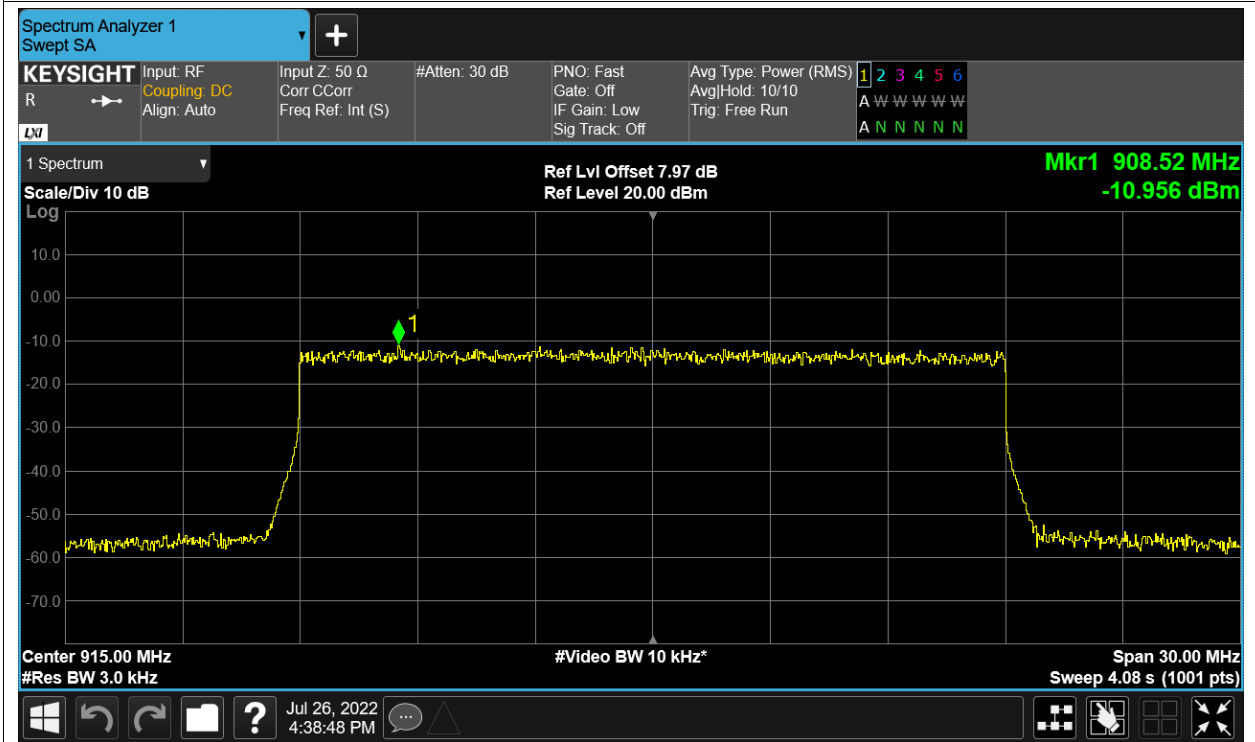 Spectrum Analyzer 1
Swept SA
KEYSIGHT
R
LXI
Input: RF
Coupling: DC
Align: Auto
Input Z: 50 Ω
Corr CCorr
Freq Ref: Int (S)
#Atten: 30 dB
PNO: Fast
Gate: Off
IF Gain: Low
Sig Track: Off
Avg Type: Power (RMS)
Avg|Hold: 10/10
Trig: Free Run
1 2 3 4 5 6
A W W W W W
A N N N N N
1 Spectrum
Scale/Div 10 dB
Log
Ref Lvl Offset 7.97 dB
Ref Level 20.00 dBm
Mkr1 908.52 MHz
-10.956 dBm
10.0
0.00
1
-10.0
-20.0
-30.0
-40.0
-50.0
-60.0
-70.0
Center 915.00 MHz
#Res BW 3.0 kHz
#Video BW 10 kHz*
Span 30.00 MHz
Sweep 4.08 s (1001 pts)
?
Jul 26, 2022
4:38:48 PM